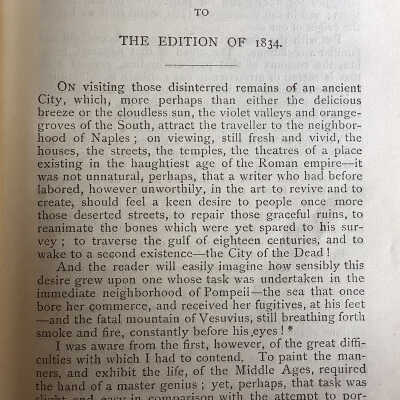 TO
THE EDITION OF 1834.
ON visiting those disinterred remains of an ancient
City, which, more perhaps than either the delicious
breeze or the cloudless sun, the violet valleys and orange-
groves of the South, attract the traveller to the neighbor-
hood of Naples; on viewing, still fresh and vivid, the
houses, the streets, the temples, the theatres of a place
existing in the haughtiest age of the Roman empire—it
was not unnatural, perhaps, that a writer who had before
labored, however unworthily, in the art to revive and to
create, should feel a keen desire to people once more
those deserted streets, to repair those graceful ruins, to
reanimate the bones which were yet spared to his sur-
vey; to traverse the gulf of eighteen centuries, and to
wake to a second existence—the City of the Dead!
And the reader will easily imagine how sensibly this
desire grew upon one whose task was undertaken in the
immediate neighborhood of Pompeii—the sea that once
bore her commerce, and received her fugitives, at his feet
—and the fatal mountain of Vesuvius, still breathing forth
smoke and fire, constantly before his eyes!*
I was aware from the first, however, of the great diffi-
culties with which I had to contend. To paint the man-
ners, and exhibit the life, of the Middle Ages, required
the hand of a master genius; yet, perhaps, that task was
slight and easy in comparison with the attempt to por-